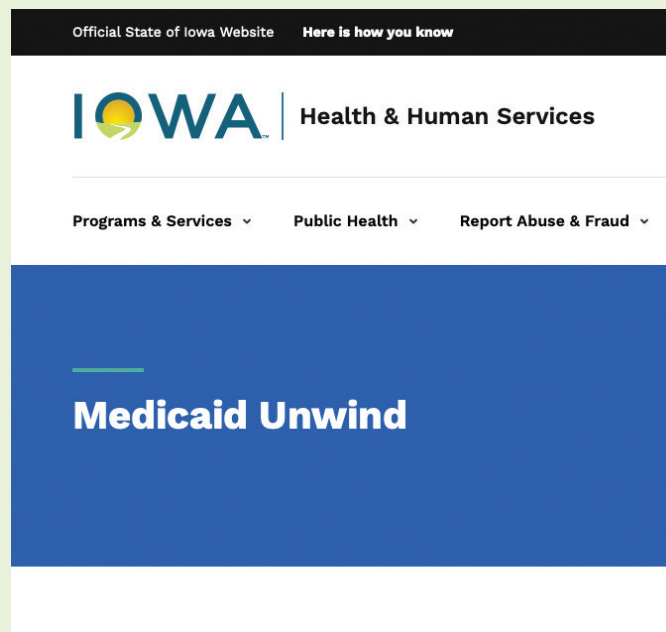 Official State of Iowa Website Here is how you know
IOWA™ Health & Human Services
Programs & Services Public Health Report Abuse & Fraud
Medicaid Unwind